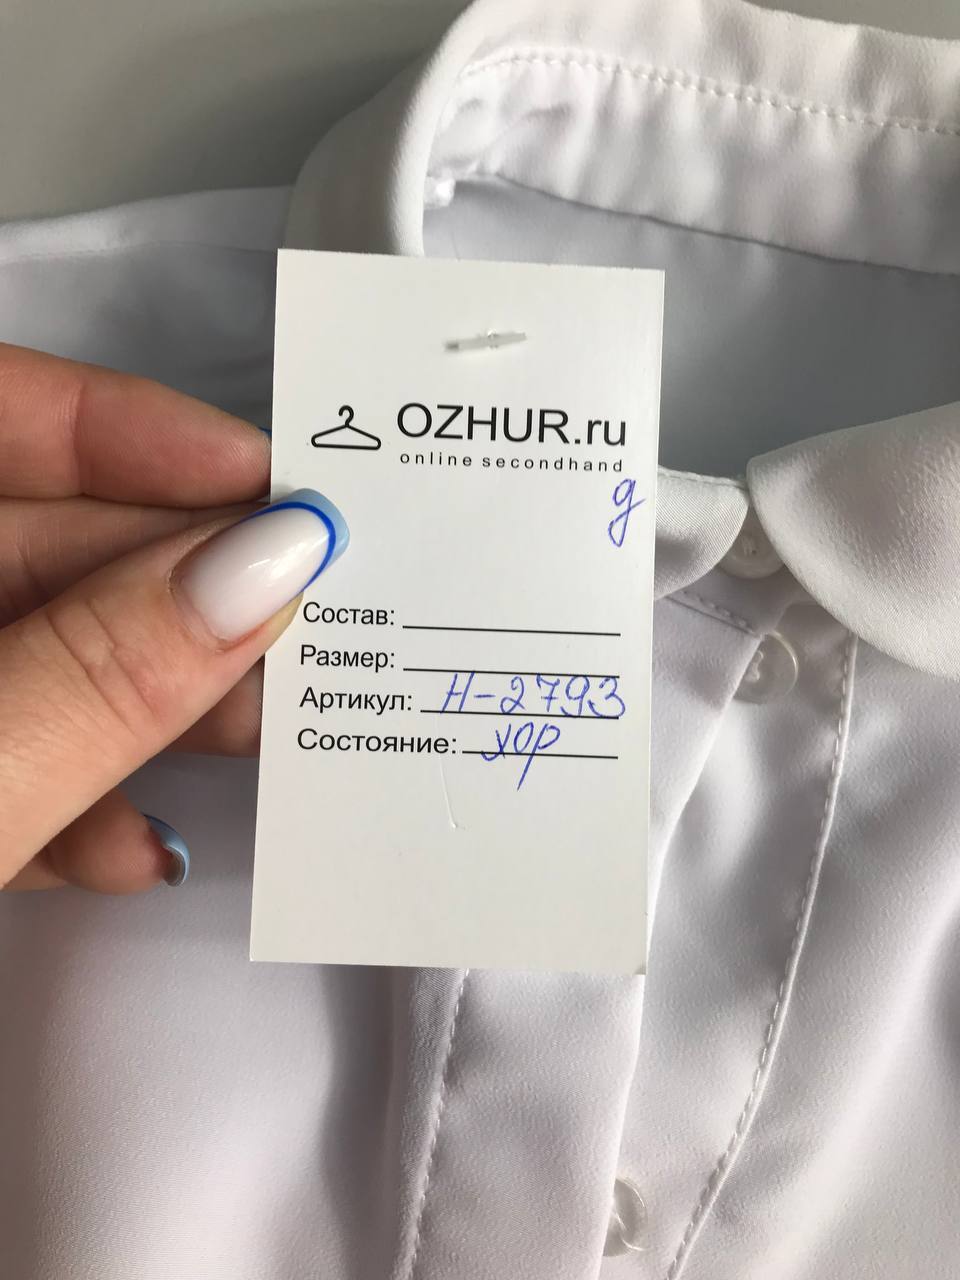 OZHUR.ru
online secondhand
д
Состав:
Размер:
Артикул: Н-2793
Состояние: хор